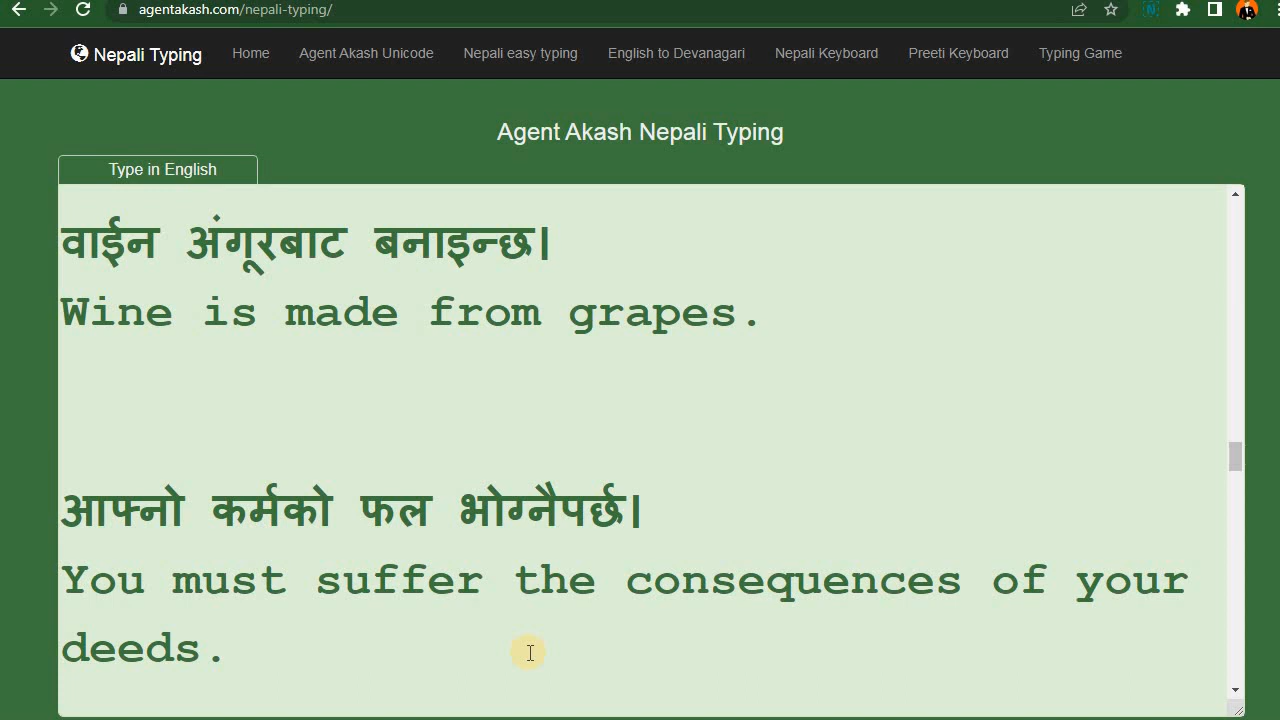 agentakash.com/nepali-typing/
Nepali Typing Home Agent Akash Unicode Nepali easy typing English to Devanagari Nepali Keyboard Preeti Keyboard Typing Game
Agent Akash Nepali Typing
Type in English
वाईन अंगूरबाट बनाइन्छ।
Wine is made from grapes.
आफ्नो कर्मको फल भोग्नैपर्छ।
You must suffer the consequences of your
deeds.